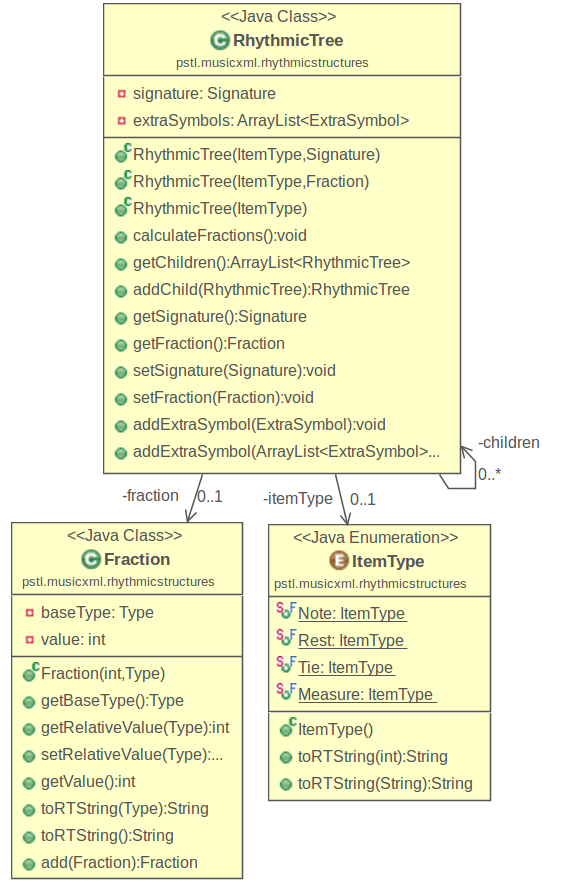 <<Java Class>>
RhythmicTree
pstl.musicxml.rhythmicstructures
signature: Signature
extraSymbols: ArrayList<ExtraSymbol>
RhythmicTree(ItemType,Signature)
RhythmicTree(ItemType,Fraction)
RhythmicTree(ItemType)
calculateFractions():void
getChildren():ArrayList<RhythmicTree>
addChild(RhythmicTree):RhythmicTree
getSignature():Signature
getFraction():Fraction
setSignature(Signature):void
setFraction(Fraction):void
addExtraSymbol(ExtraSymbol):void
addExtraSymbol(ArrayList<ExtraSymbol>...
-children
0..*
-fraction 0..1
-itemType 0..1
<<Java Class>>
Fraction
pstl.musicxml.rhythmicstructures
baseType: Type
value: int
Fraction(int,Type)
getBaseType():Type
getRelativeValue(Type):int
setRelativeValue(Type):...
getValue():int
toRTString(Type):String
toRTString():String
add(Fraction):Fraction
<<Java Enumeration>>
ItemType
pstl.musicxml.rhythmicstructures
Note: ItemType
Rest: ItemType
Tie: ItemType
Measure: ItemType
ItemType()
toRTString(int):String
toRTString(String):String